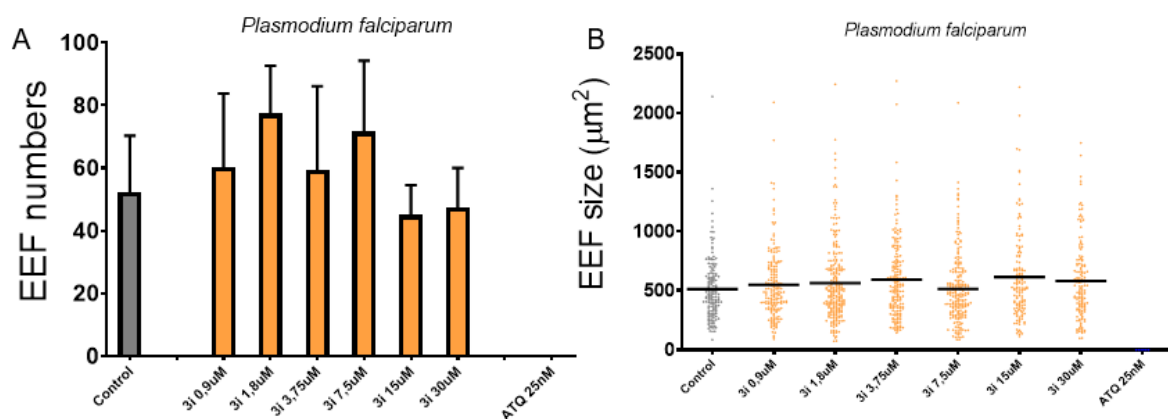 A
Plasmodium falciparum
EEF numbers
100
80
60
40
20
0
Control
3i 0,9uM
3i 1,8uM
3i 3,75uM
3i 7,5uM
3i 15uM
3i 30uM
ATQ 25nM
B
Plasmodium falciparum
EEF size (μm²)
2500
2000
1500
1000
500
0
Control
3i 0,9uM
3i 1,8uM
3i 3,75uM
3i 7,5uM
3i 15uM
3i 30uM
ATQ 25nM